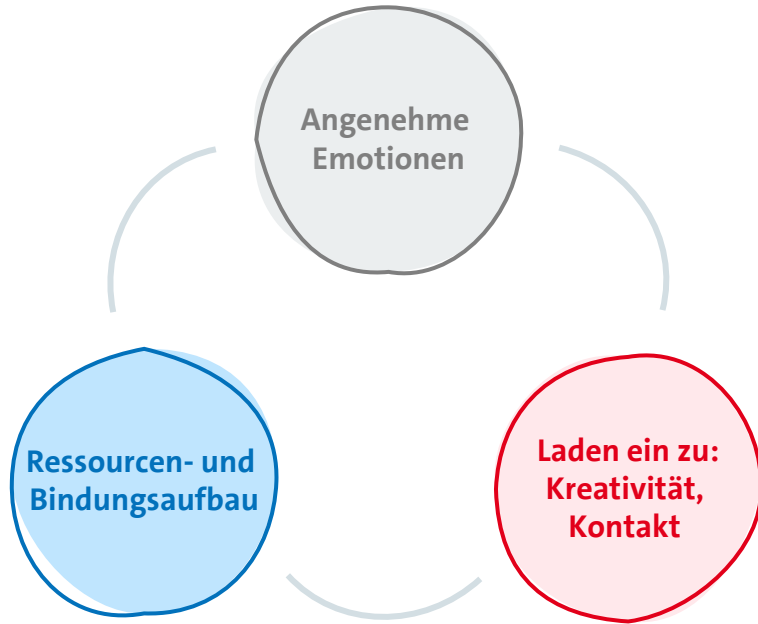 Angenehme
Emotionen
Ressourcen- und
Bindungsaufbau
Laden ein zu:
Kreativität,
Kontakt